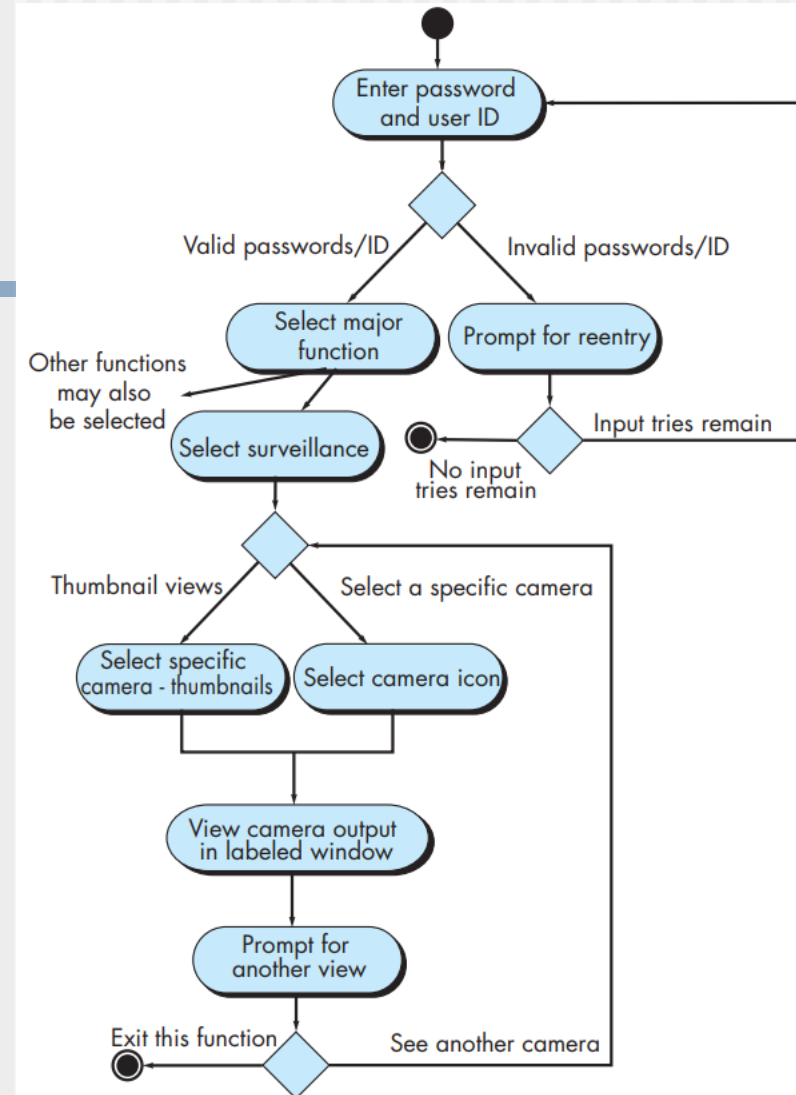 Enter password
and user ID
Valid passwords/ID
Invalid passwords/ID
Select major
function
Prompt for reentry
Other functions
may also
be selected
Input tries remain
Select surveillance
No input
tries remain
Thumbnail views
Select a specific camera
Select specific
camera - thumbnails
Select camera icon
View camera output
in labeled window
Prompt for
another view
Exit this function
See another camera